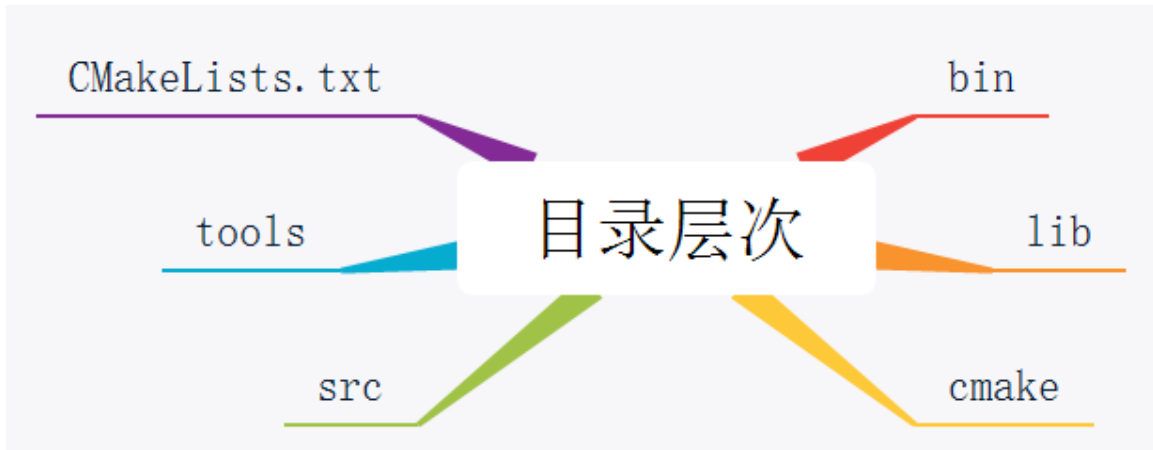 CMakeLists.txt
bin
目录层次
tools
lib
src
cmake